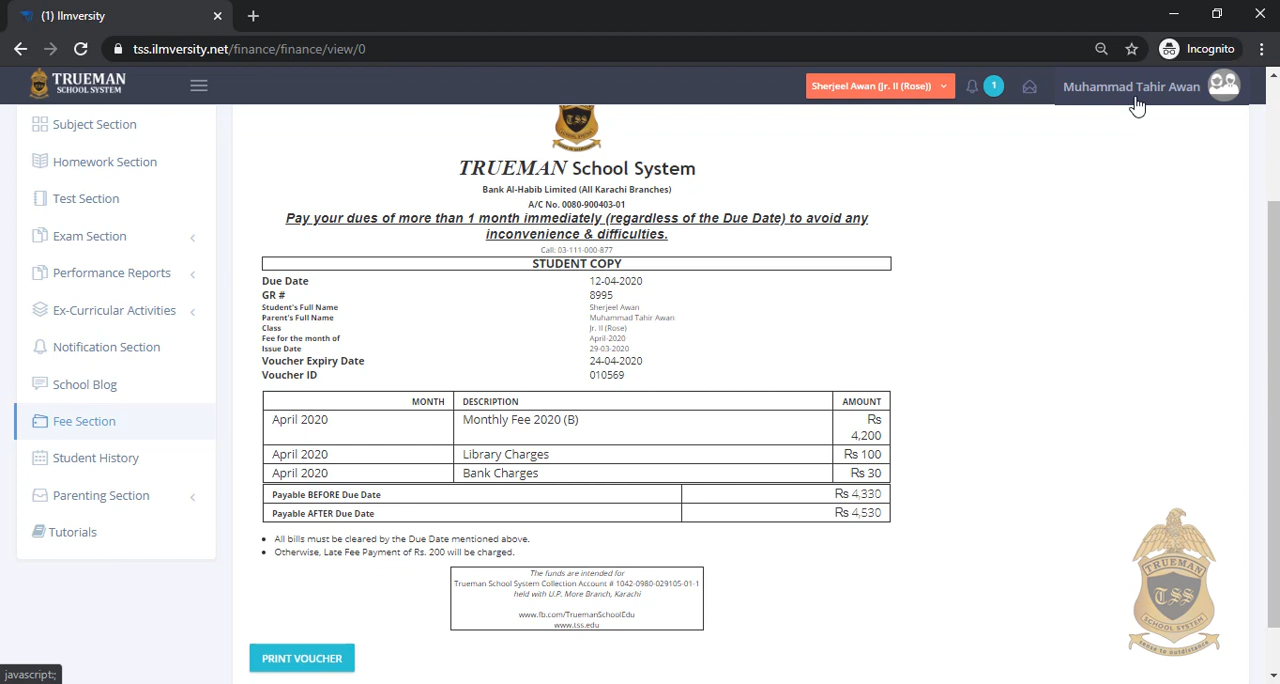 (1) Ilmversity
tss.ilmversity.net/finance/finance/view/0
Incognito
TRUEMAN
SCHOOL SYSTEM
Sherjeel Awan (Jr. II (Rose))
1
Muhammad Tahir Awan
Subject Section
Homework Section
Test Section
Exam Section
Performance Reports
Ex-Curricular Activities
Notification Section
School Blog
Fee Section
Student History
Parenting Section
Tutorials
TSS
TRUEMAN School System
Bank Al-Habib Limited (All Karachi Branches)
A/C No. 0080-900403-01
Pay your dues of more than 1 month immediately (regardless of the Due Date) to avoid any
inconvenience & difficulties.
Call: 03-111-000-877
STUDENT COPY
Due Date 12-04-2020
GR # 8995
Student's Full Name Sherjeel Awan
Parent's Full Name Muhammad Tahir Awan
Class Jr. II (Rose)
Fee for the month of April-2020
Issue Date 29-03-2020
Voucher Expiry Date 24-04-2020
Voucher ID 010569
MONTH DESCRIPTION AMOUNT
April 2020 Monthly Fee 2020 (B) Rs
4,200
April 2020 Library Charges Rs 100
April 2020 Bank Charges Rs 30
Payable BEFORE Due Date Rs 4,330
Payable AFTER Due Date Rs 4,530
All bills must be cleared by the Due Date mentioned above.
Otherwise, Late Fee Payment of Rs. 200 will be charged.
The funds are intended for
Trueman School System Collection Account # 1042-0980-029105-01-1
held with U.P. More Branch, Karachi
www.fb.com/TruemanSchoolEdu
www.tss.edu
PRINT VOUCHER
TRUEMAN
TSS
SCHOOL SYSTEM
sense to outdistance
javascript:;